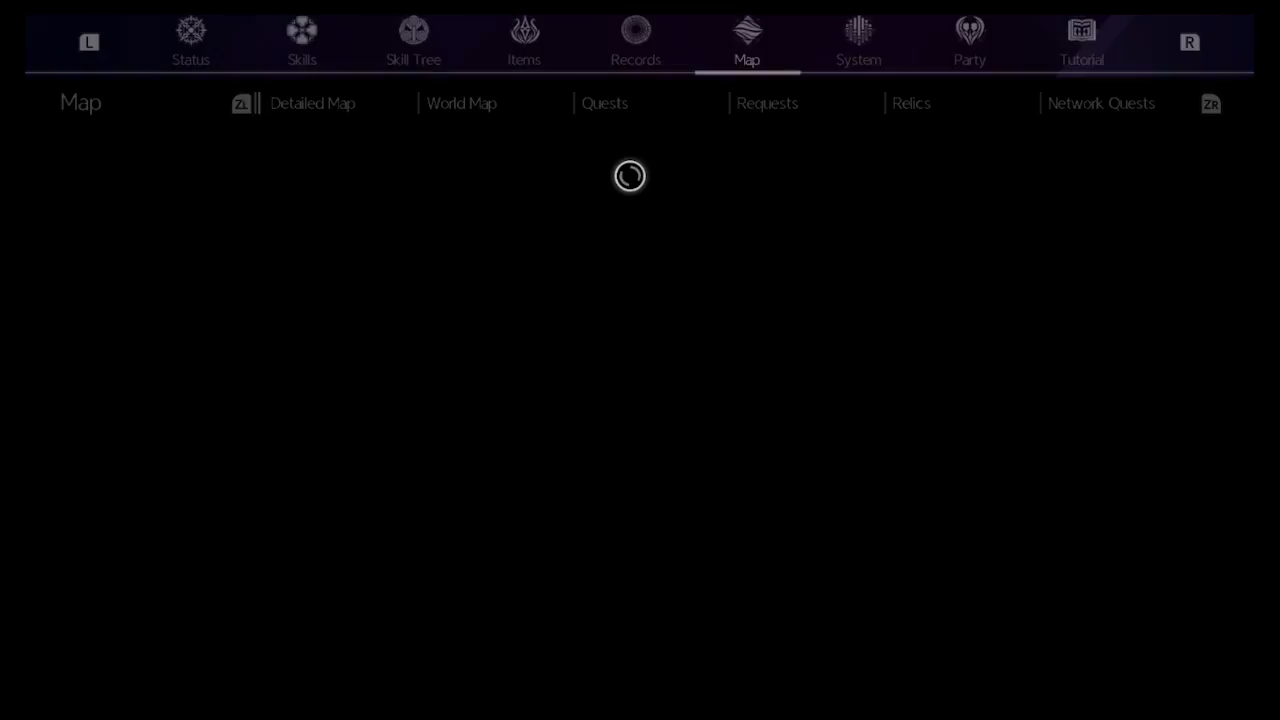 L Status Skills Skill Tree Items Records Map System Party Tutorial R
Map ZL Detailed Map World Map Quests Requests Relics Network Quests ZR